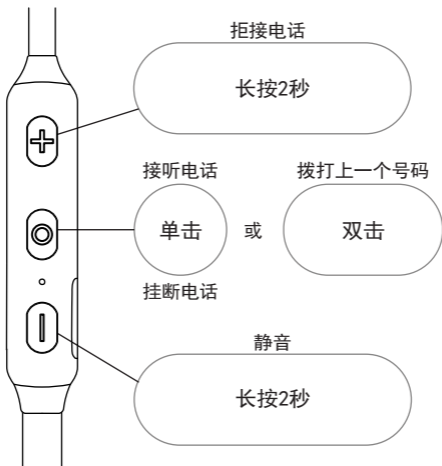 拒接电话
长按2秒
接听电话
拨打上一个号码
单击
或
双击
挂断电话
静音
长按2秒